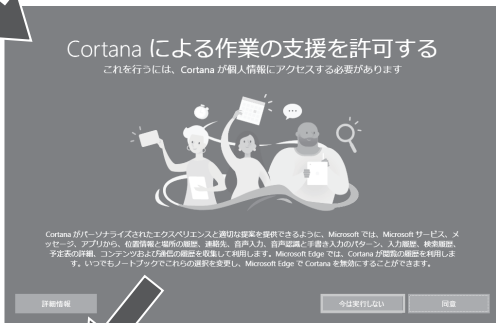 Cortana による作業の支援を許可する
これを行うには、Cortana が個人情報にアクセスする必要があります
Cortana がパーソナライズされたエクスペリエンスと適切な提案を提供できるように、Microsoft では、Microsoft サービス、メ
ッセージ、アプリから、位置情報と場所の履歴、連絡先、音声入力、音声認識と手書き入力のパターン、入力履歴、検索履歴、
予定表の詳細、コンテンツおよび通信の履歴を収集して利用します。Microsoft Edge では、Cortana が閲覧の履歴を利用しま
す。いつでもノートブックでこれらの選択を変更し、Microsoft Edge で Cortana を無効にすることができます。
詳細情報
今は実行しない
同意